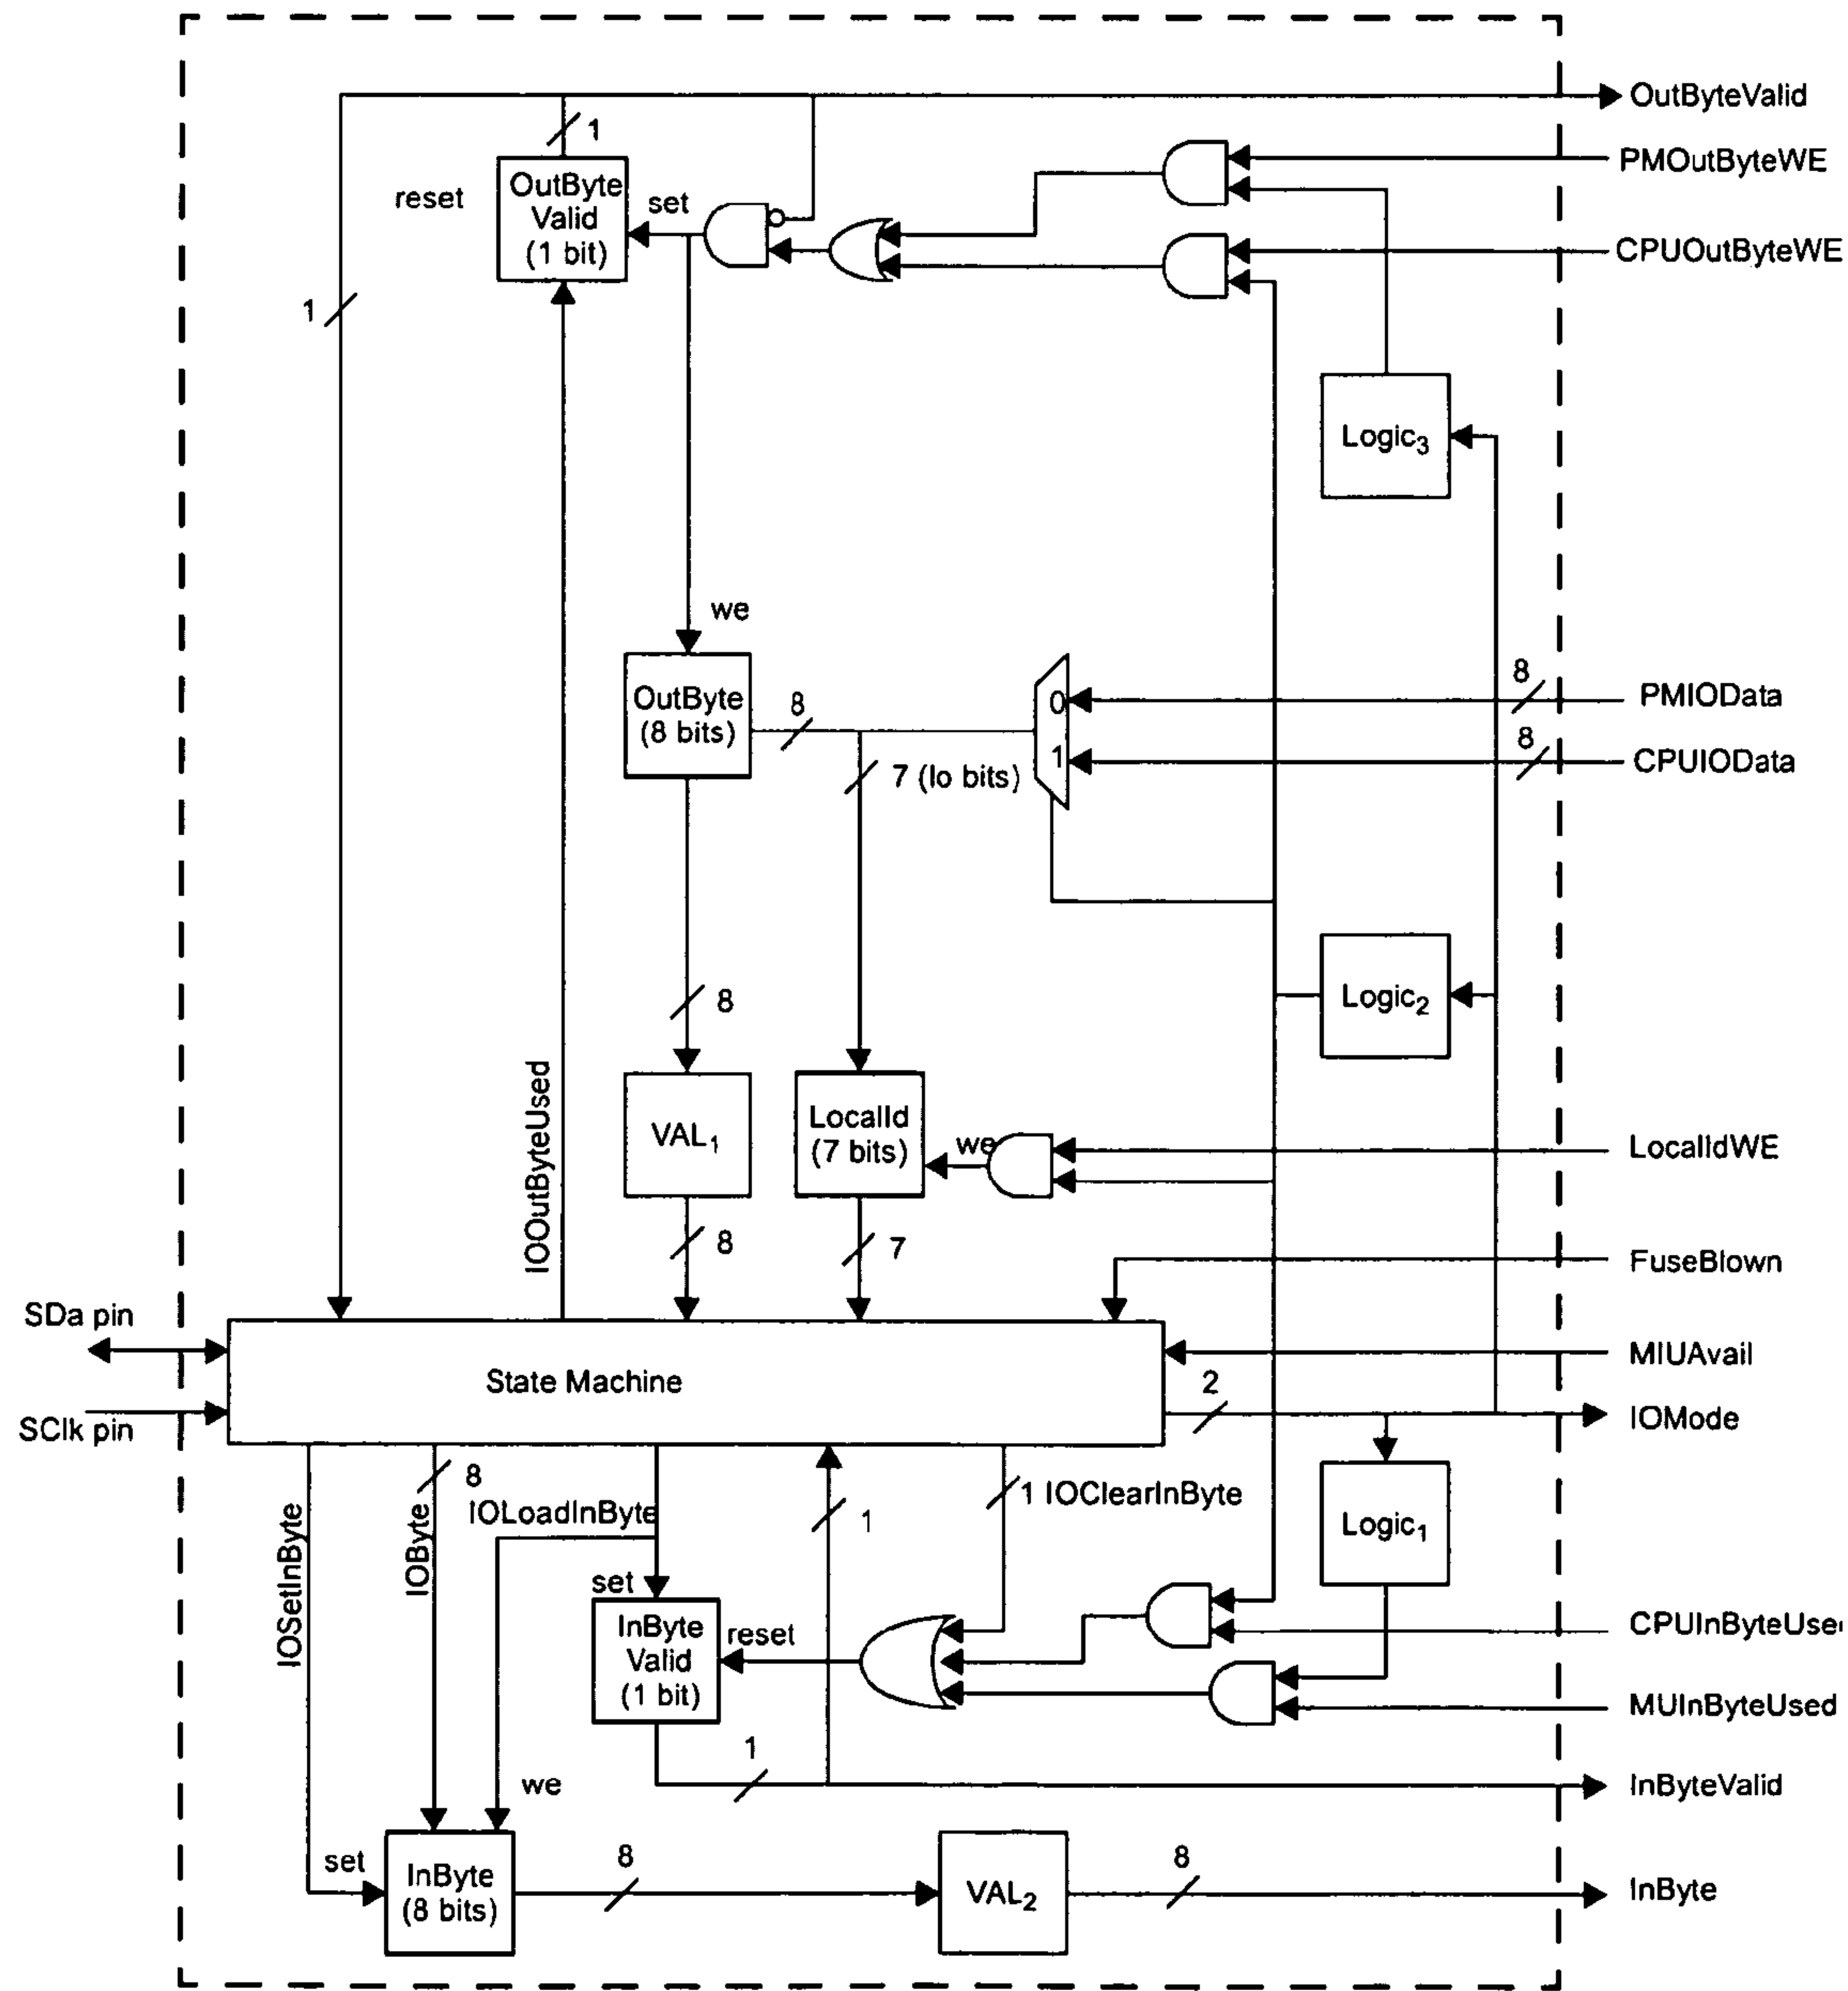 OutByteValid
1
PMOutByteWE
reset
OutByte
Valid
(1 bit)
set
CPUOutByteWE
1
Logic3
we
OutByte
(8 bits)
8
0
8
PMIOData
1
8
CPUIOData
7 (lo bits)
8
Logic2
IOOutByteUsed
VAL1
LocalId
(7 bits)
we
LocalIdWE
8
7
FuseBlown
SDa pin
State Machine
MIUAvail
2
SClk pin
IOMode
IOSetInByte
8
IOByte
IOLoadInByte
1
1 IOClearInByte
Logic1
set
InByte
Valid
(1 bit)
reset
CPUInByteUse
MUInByteUsed
1
we
InByteValid
set
InByte
(8 bits)
8
VAL2
8
InByte